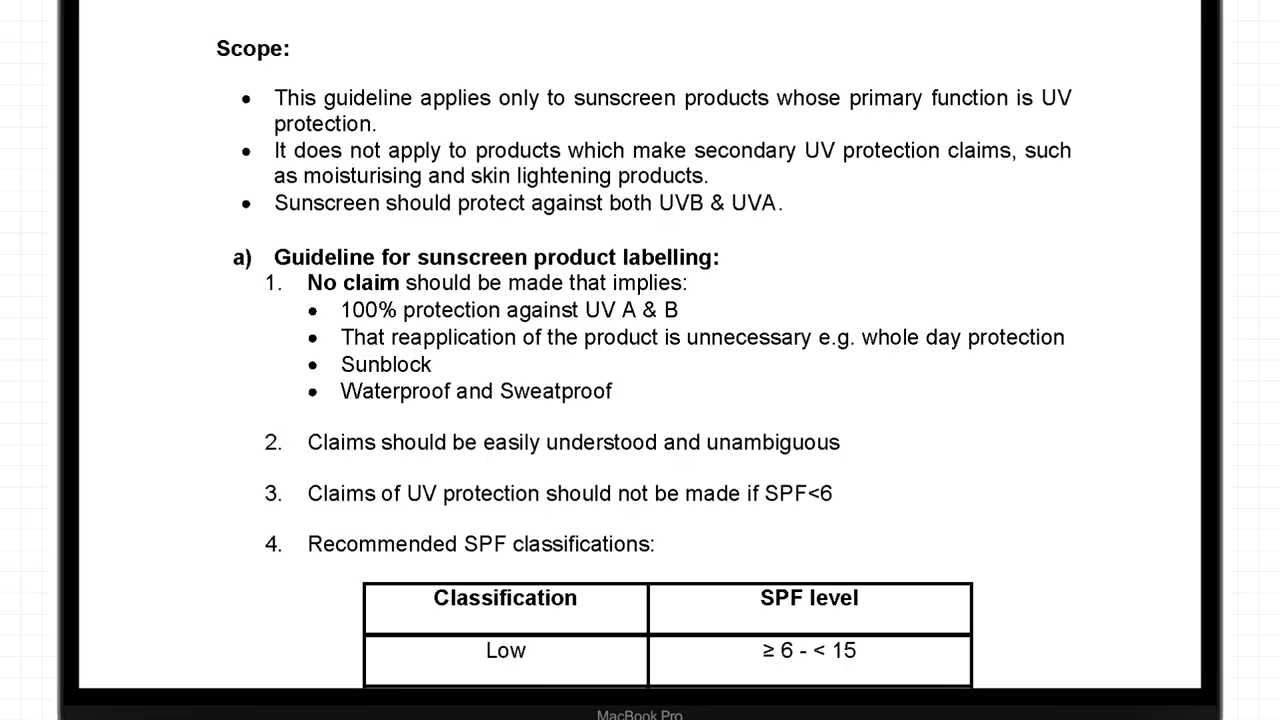 Scope:
• This guideline applies only to sunscreen products whose primary function is UV
protection.
• It does not apply to products which make secondary UV protection claims, such
as moisturising and skin lightening products.
• Sunscreen should protect against both UVB & UVA.
a) Guideline for sunscreen product labelling:
1. No claim should be made that implies:
• 100% protection against UV A & B
• That reapplication of the product is unnecessary e.g. whole day protection
• Sunblock
• Waterproof and Sweatproof
2. Claims should be easily understood and unambiguous
3. Claims of UV protection should not be made if SPF<6
4. Recommended SPF classifications:
Classification SPF level
Low ≥ 6 - < 15
MacBook Pro